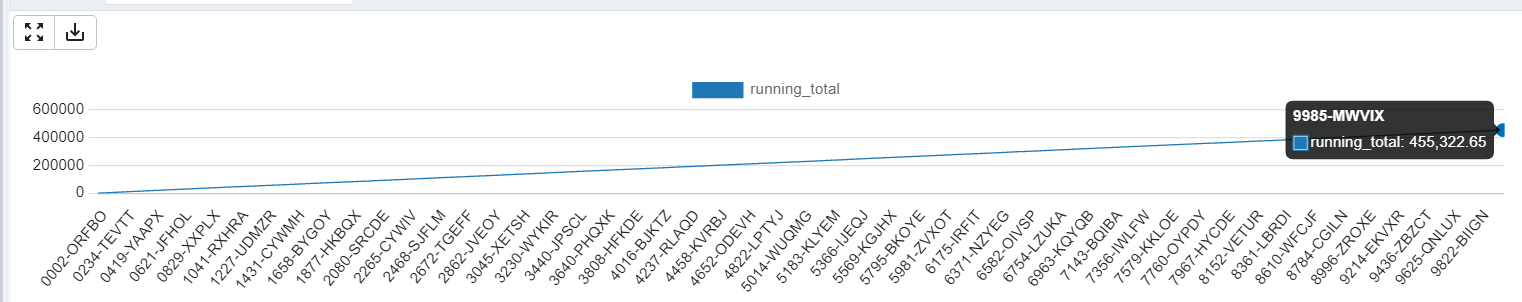 running_total
600000
400000
200000
0
9985-MWVIX
running_total: 455,322.65
0002-ORFBO
0234-TEVTT
0419-YAAPX
0621-JFHOL
0829-XXPLX
1041-RXHRA
1227-UDMZR
1431-CYWMH
1658-BYGOY
1877-HKBQX
2080-SRCDE
2265-CYWIV
2468-SJFLM
2672-TGEFF
2862-JVEOY
3045-XETSH
3230-WYKIR
3440-JPSCL
3640-PHQXK
3808-HFKDE
4016-BJKTZ
4237-RLAQD
4458-KVRBJ
4652-ODEVH
4822-LPTYJ
5014-WUQMG
5183-KLYEM
5366-IJEQJ
5569-KGJHX
5795-BKOYE
5981-ZVXOT
6175-IRFIT
6371-NZYEG
6582-OIVSP
6754-LZUKA
6963-KQYQB
7143-BQIBA
7356-IWLFW
7579-KKLOE
7760-OYPDY
7967-HYCDE
8152-VETUR
8361-LBRDI
8610-WFCJF
8784-CGILN
8996-ZROXE
9214-EKVXR
9436-ZBZCT
9625-QNLUX
9822-BIIGN